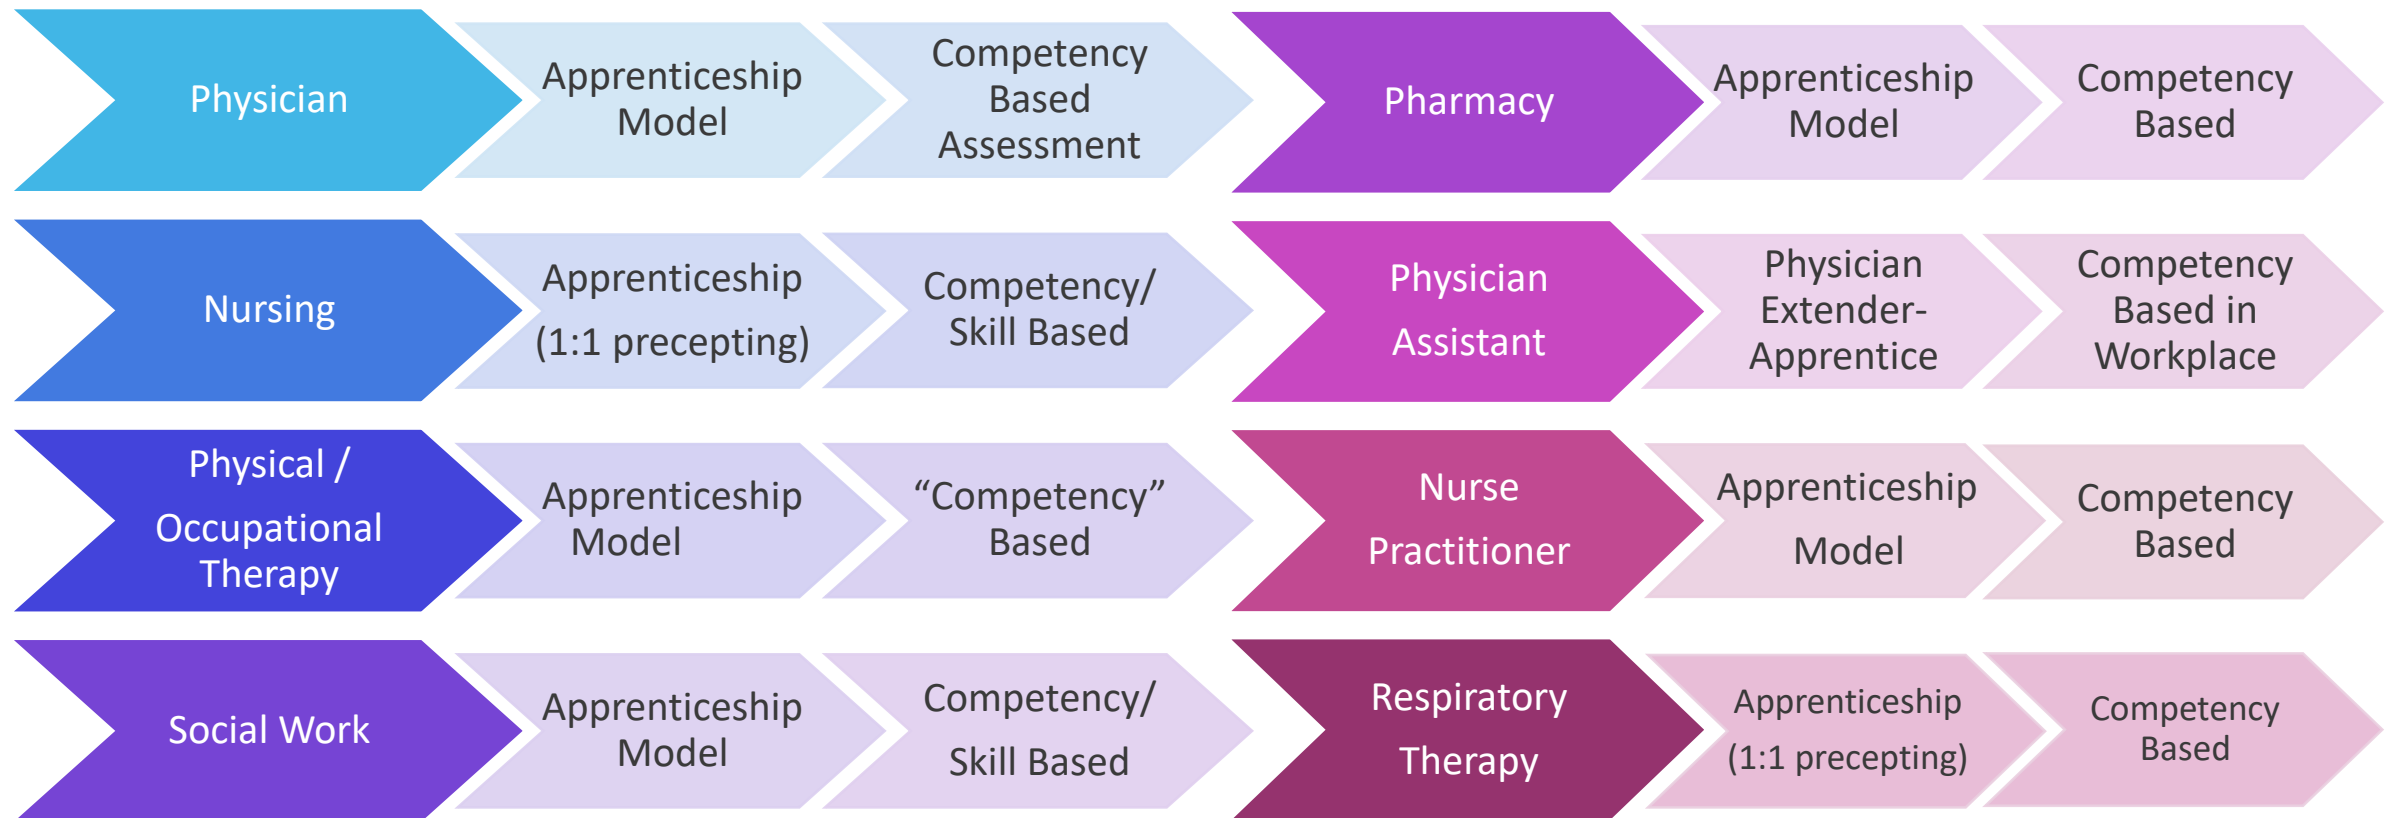 Physician
Apprenticeship
Model
Competency
Based
Assessment
Nursing
Apprenticeship
(1:1 precepting)
Competency/
Skill Based
Physical /
Occupational
Therapy
Apprenticeship
Model
“Competency”
Based
Social Work
Apprenticeship
Model
Competency/
Skill Based
Pharmacy
Apprenticeship
Model
Competency
Based
Physician
Assistant
Physician
Extender-
Apprentice
Competency
Based in
Workplace
Nurse
Practitioner
Apprenticeship
Model
Competency
Based
Respiratory
Therapy
Apprenticeship
(1:1 precepting)
Competency
Based